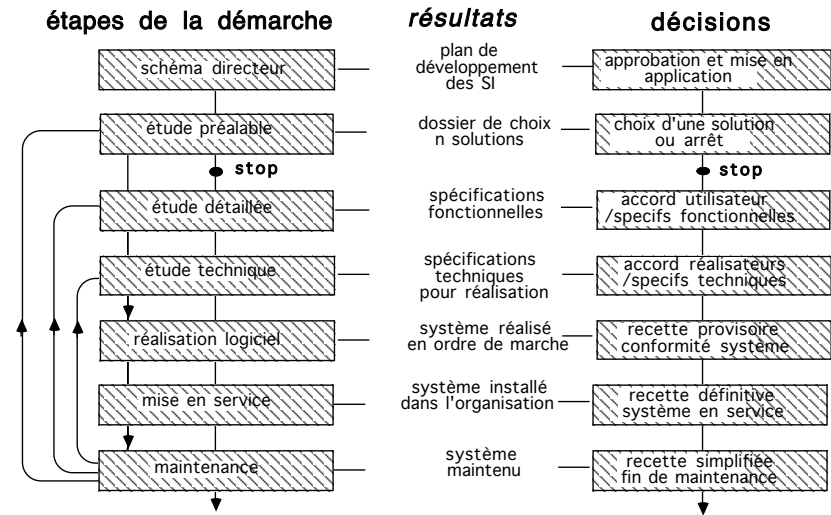 étapes de la démarche
résultats
décisions
schéma directeur
plan de
développement
des SI
approbation et mise en
application
étude préalable
dossier de choix
n solutions
choix d'une solution
ou arrêt
stop
stop
étude détaillée
spécifications
fonctionnelles
accord utilisateur
/specifs fonctionnelles
étude technique
spécifications
techniques
pour réalisation
accord réalisateurs
/specifs techniques
réalisation logiciel
système réalisé
en ordre de marche
recette provisoire
conformité système
mise en service
système installé
dans l'organisation
recette définitive
système en service
maintenance
système
maintenu
recette simplifiée
fin de maintenance